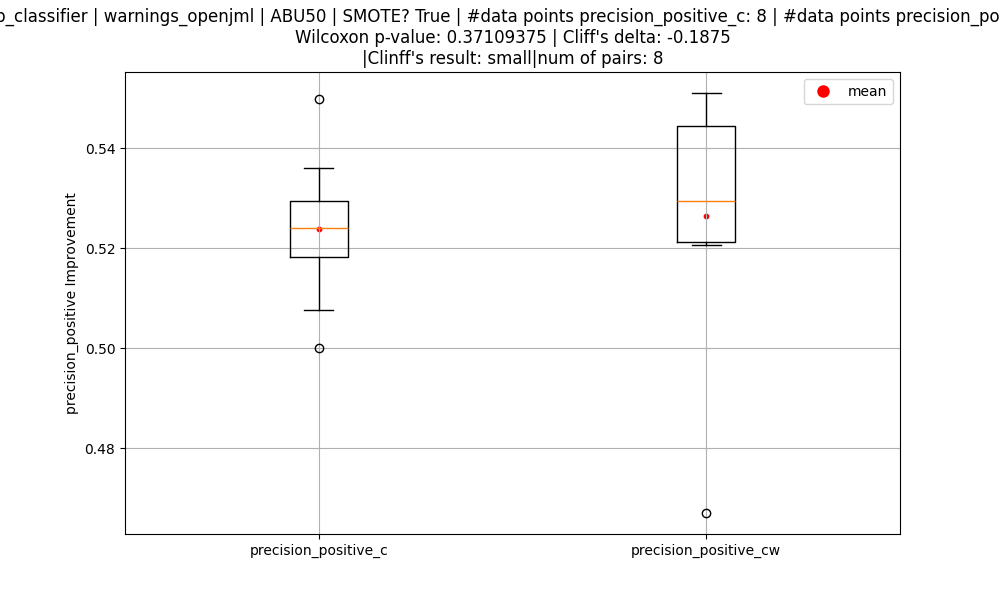 _classifier | warnings_openjml | ABU50 | SMOTE? True | #data points precision_positive_c: 8 | #data points precision_po
Wilcoxon p-value: 0.37109375 | Cliff's delta: -0.1875
|Clinff's result: small|num of pairs: 8
mean
precision_positive Improvement
0.54
0.52
0.50
0.48
precision_positive_c
precision_positive_cw